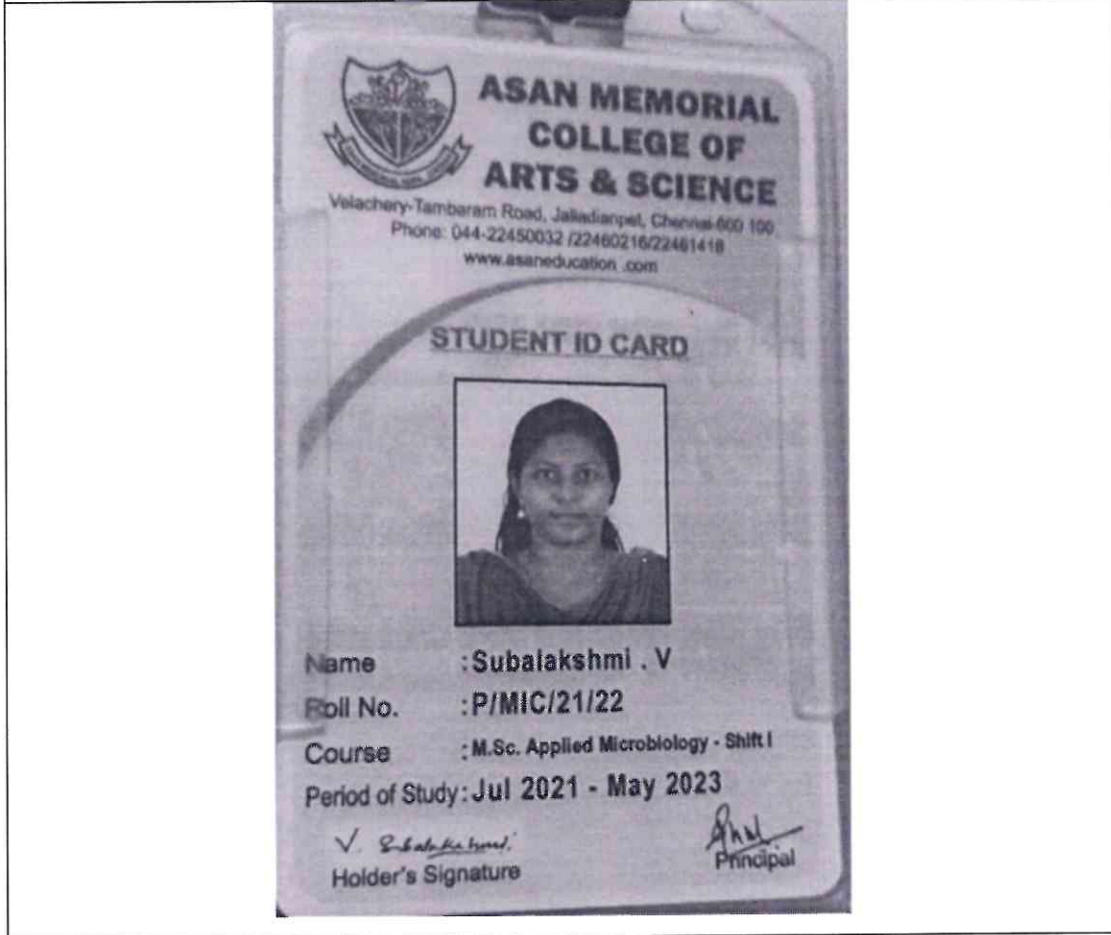 ASAN MEMORIAL
COLLEGE OF
ARTS & SCIENCE
Velachery-Tambaram Road, Jalladianpet, Chennai-600 100
Phone: 044-22450032 /22460216/22461418
www.asaneducation .com
STUDENT ID CARD
Name : Subalakshmi . V
Roll No. : P/MIC/21/22
Course : M.Sc. Applied Microbiology - Shift I
Period of Study : Jul 2021 - May 2023
V. Subalakshmi
Holder's Signature
Principal